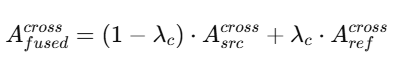 A_{fused}^{cross} = (1 − λ_c) · A_{src}^{cross} + λ_c · A_{ref}^{cross}